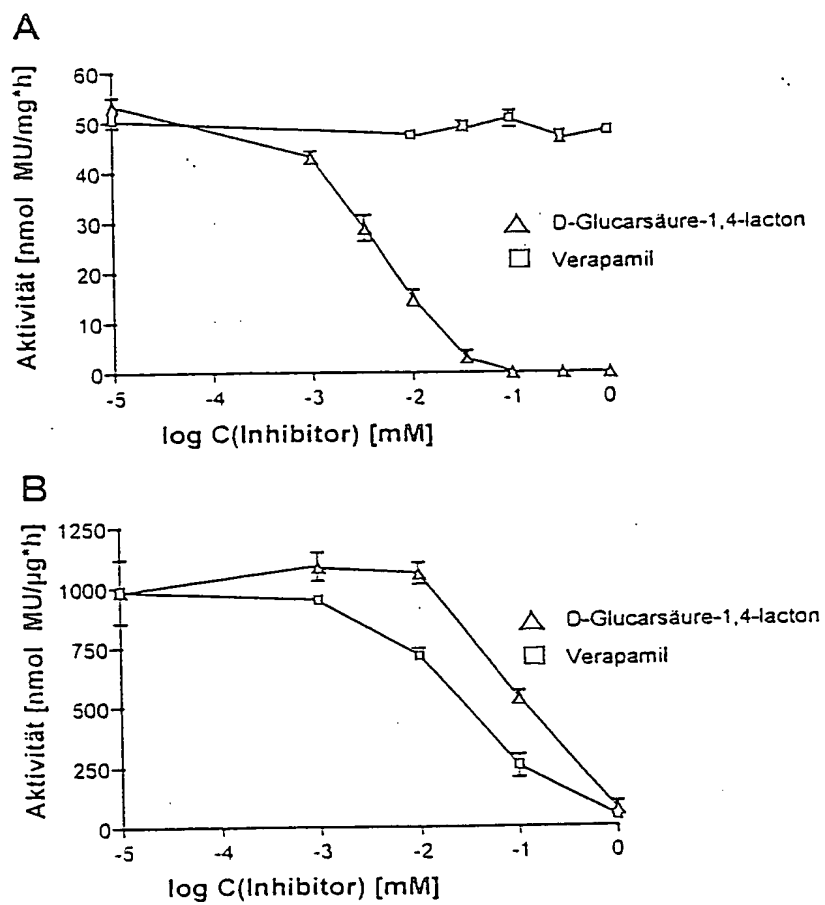 A
Aktivität [nmol MU/mg*h]
60
50
40
30
20
10
0
-5 -4 -3 -2 -1 0
log C(Inhibitor) [mM]
D-Glucarsäure-1,4-lacton
Verapamil
B
Aktivität [nmol MU/µg*h]
1250
1000
750
500
250
0
-5 -4 -3 -2 -1 0
log C(Inhibitor) [mM]
D-Glucarsäure-1,4-lacton
Verapamil